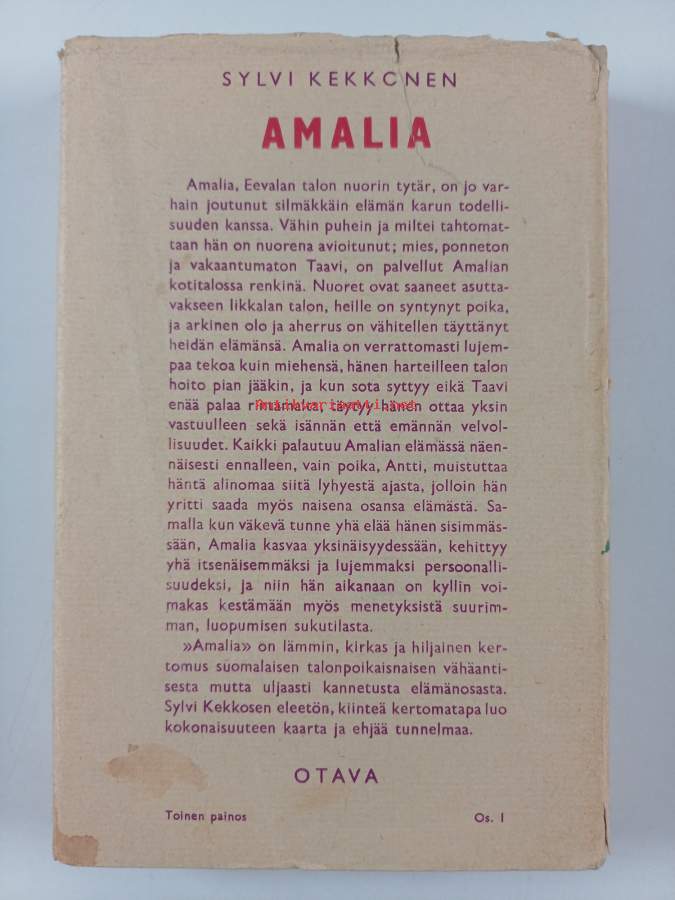 SYLVI KEKKONEN
AMALIA
Amalia, Eevalan talon nuorin tytär, on jo var-
hain joutunut silmäkkäin elämän karun todelli-
suuden kanssa. Vähin puhein ja miltei tahtomat-
taan hän on nuorena avioitunut; mies, ponneton
ja vakaantumaton Taavi, on palvellut Amalian
kotitalossa renkinä. Nuoret ovat saaneet asutta-
vakseen Iikkalan talon, heille on syntynyt poika,
ja arkinen olo ja aherrus on vähitellen täyttänyt
heidän elämänsä. Amalia on verrattomasti lujem-
paa tekoa kuin miehensä, hänen harteilleen talon
hoito pian jääkin, ja kun sota syttyy eikä Taavi
enää palaa rintamalta, täytyy hänen ottaa yksin
vastuulleen sekä isännän että emännän velvol-
lisuudet. Kaikki palautuu Amalian elämässä näen-
näisesti ennalleen, vain poika, Antti, muistuttaa
häntä alinomaa siitä lyhyestä ajasta, jolloin hän
yritti saada myös naisena osansa elämästä. Sa-
malla kun väkevä tunne yhä elää hänen sisimmäs-
sään, Amalia kasvaa yksinäisyydessään, kehittyy
yhä itsenäisemmäksi ja lujemmaksi persoonalli-
suudeksi, ja niin hän aikanaan on kyllin voi-
makas kestämään myös menetyksistä suurim-
man, luopumisen sukutilasta.
»Amalia» on lämmin, kirkas ja hiljainen ker-
tomus suomalaisen talonpoikaisnaisen vähäanti-
sesta mutta uljaasti kannetusta elämänosasta.
Sylvi Kekkosen eleetön, kiinteä kertomatapa luo
kokonaisuuteen kaarta ja ehjää tunnelmaa.
OTAVA
Toinen painos Os. I